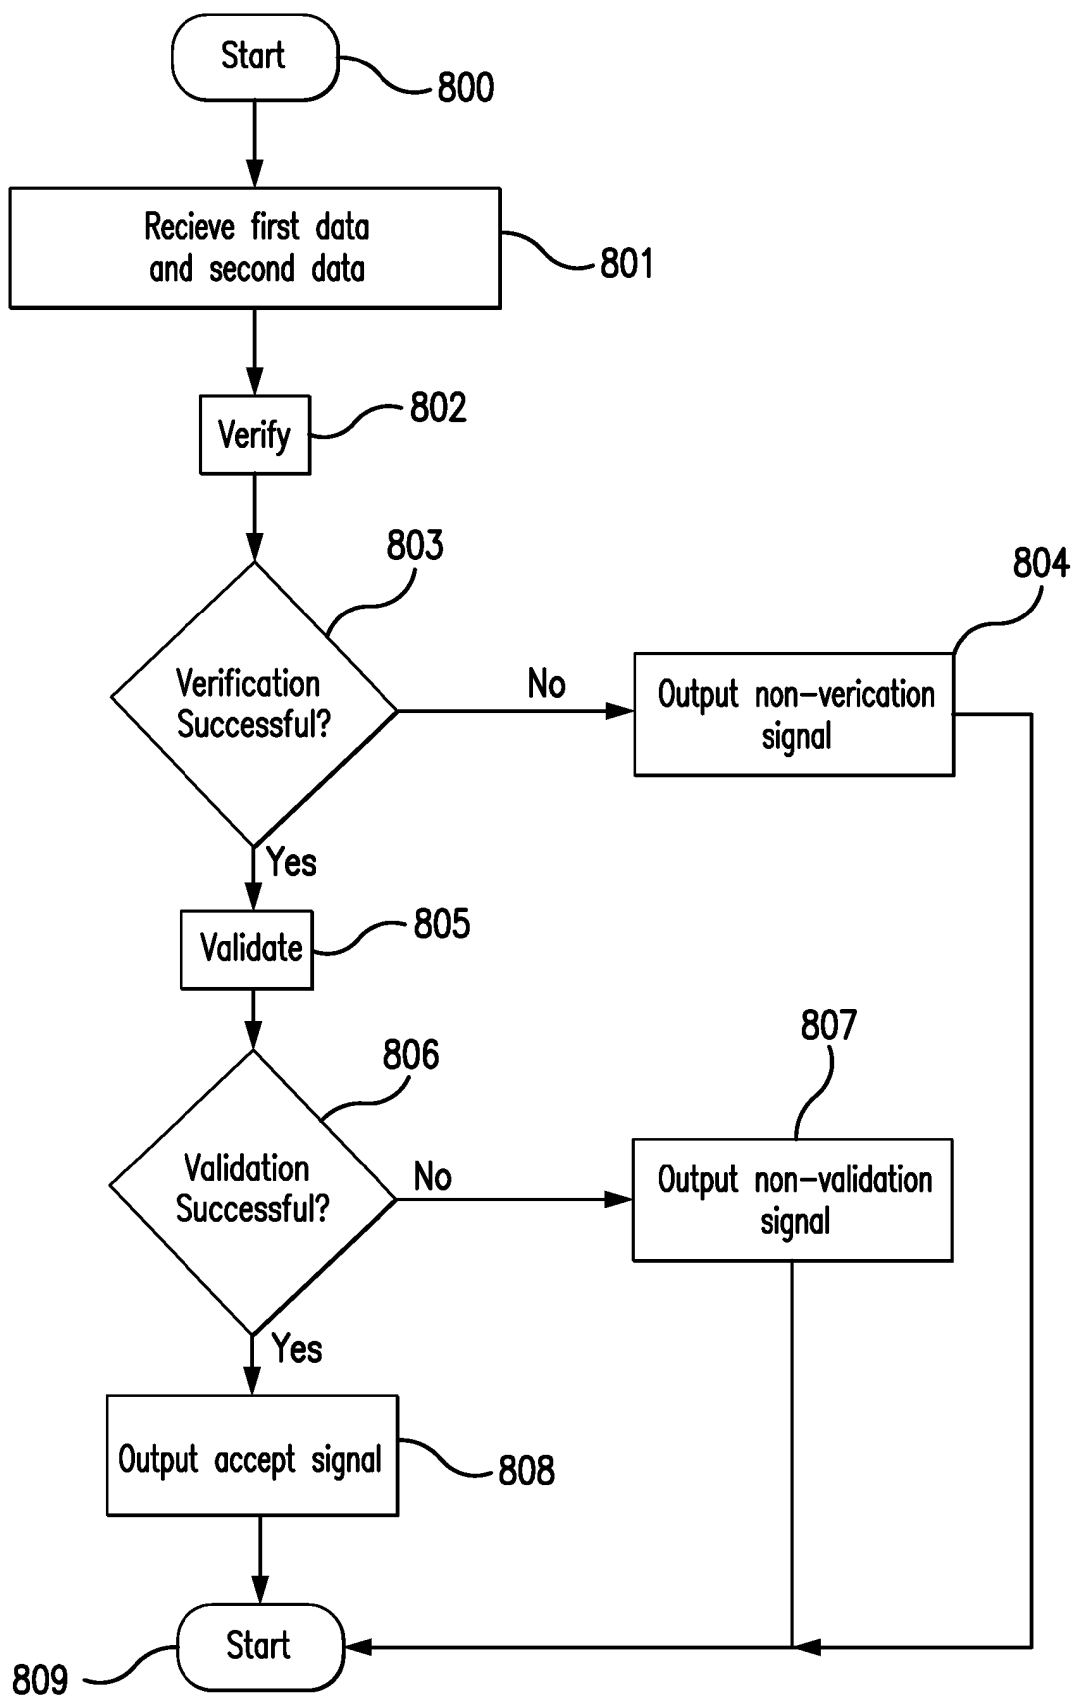 Start
800
Recieve first data
and second data
801
Verify
802
803
Verification
Successful?
No
804
Output non-verication
signal
Yes
Validate
805
806
Validation
Successful?
No
807
Output non-validation
signal
Yes
Output accept signal
808
Start
809